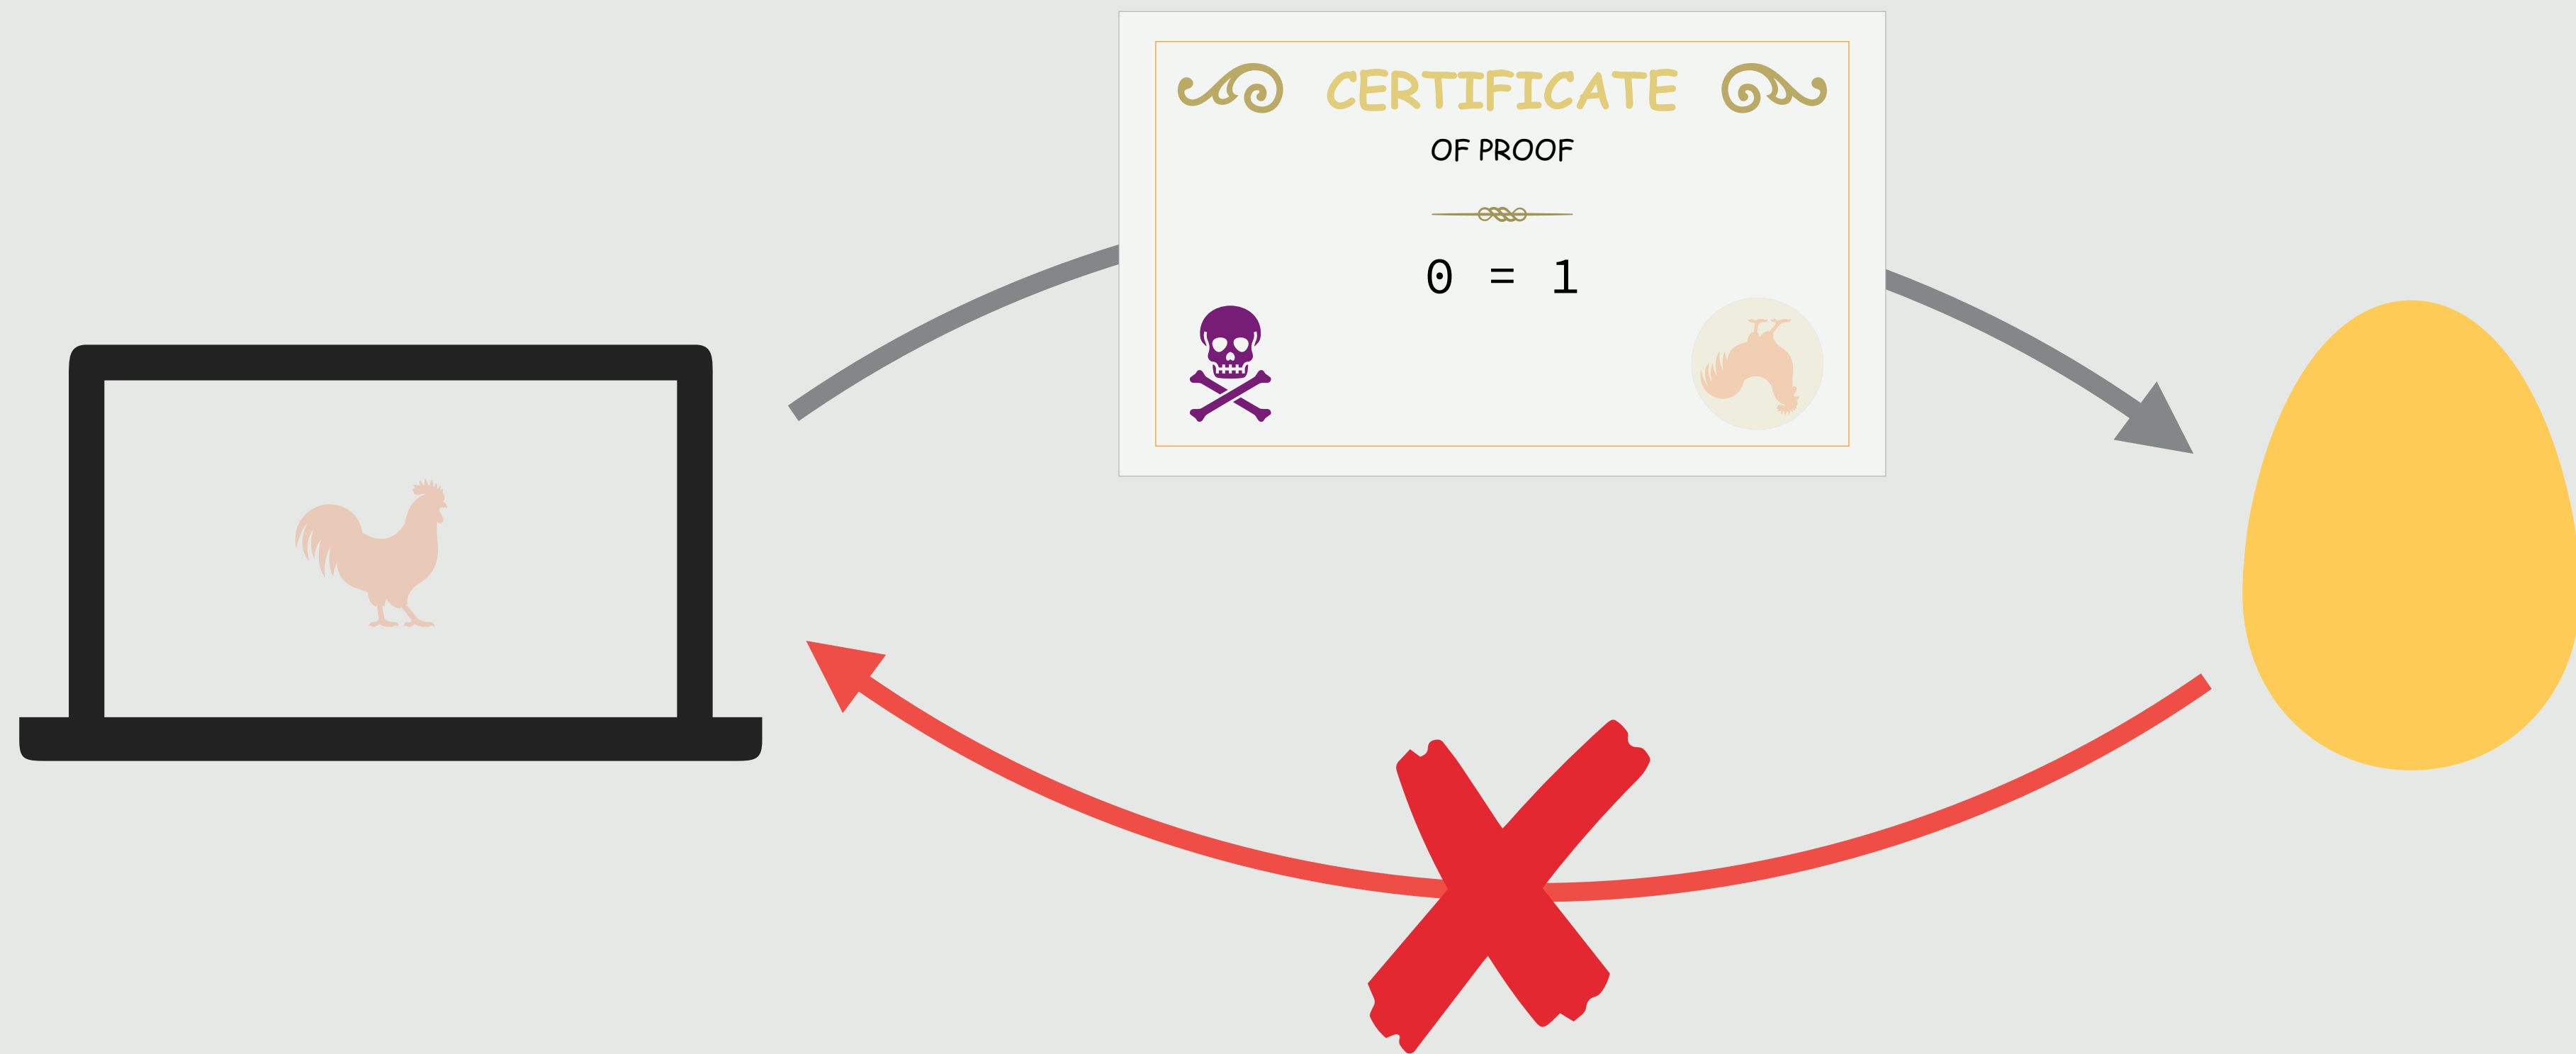 CERTIFICATE
OF PROOF
0 = 1